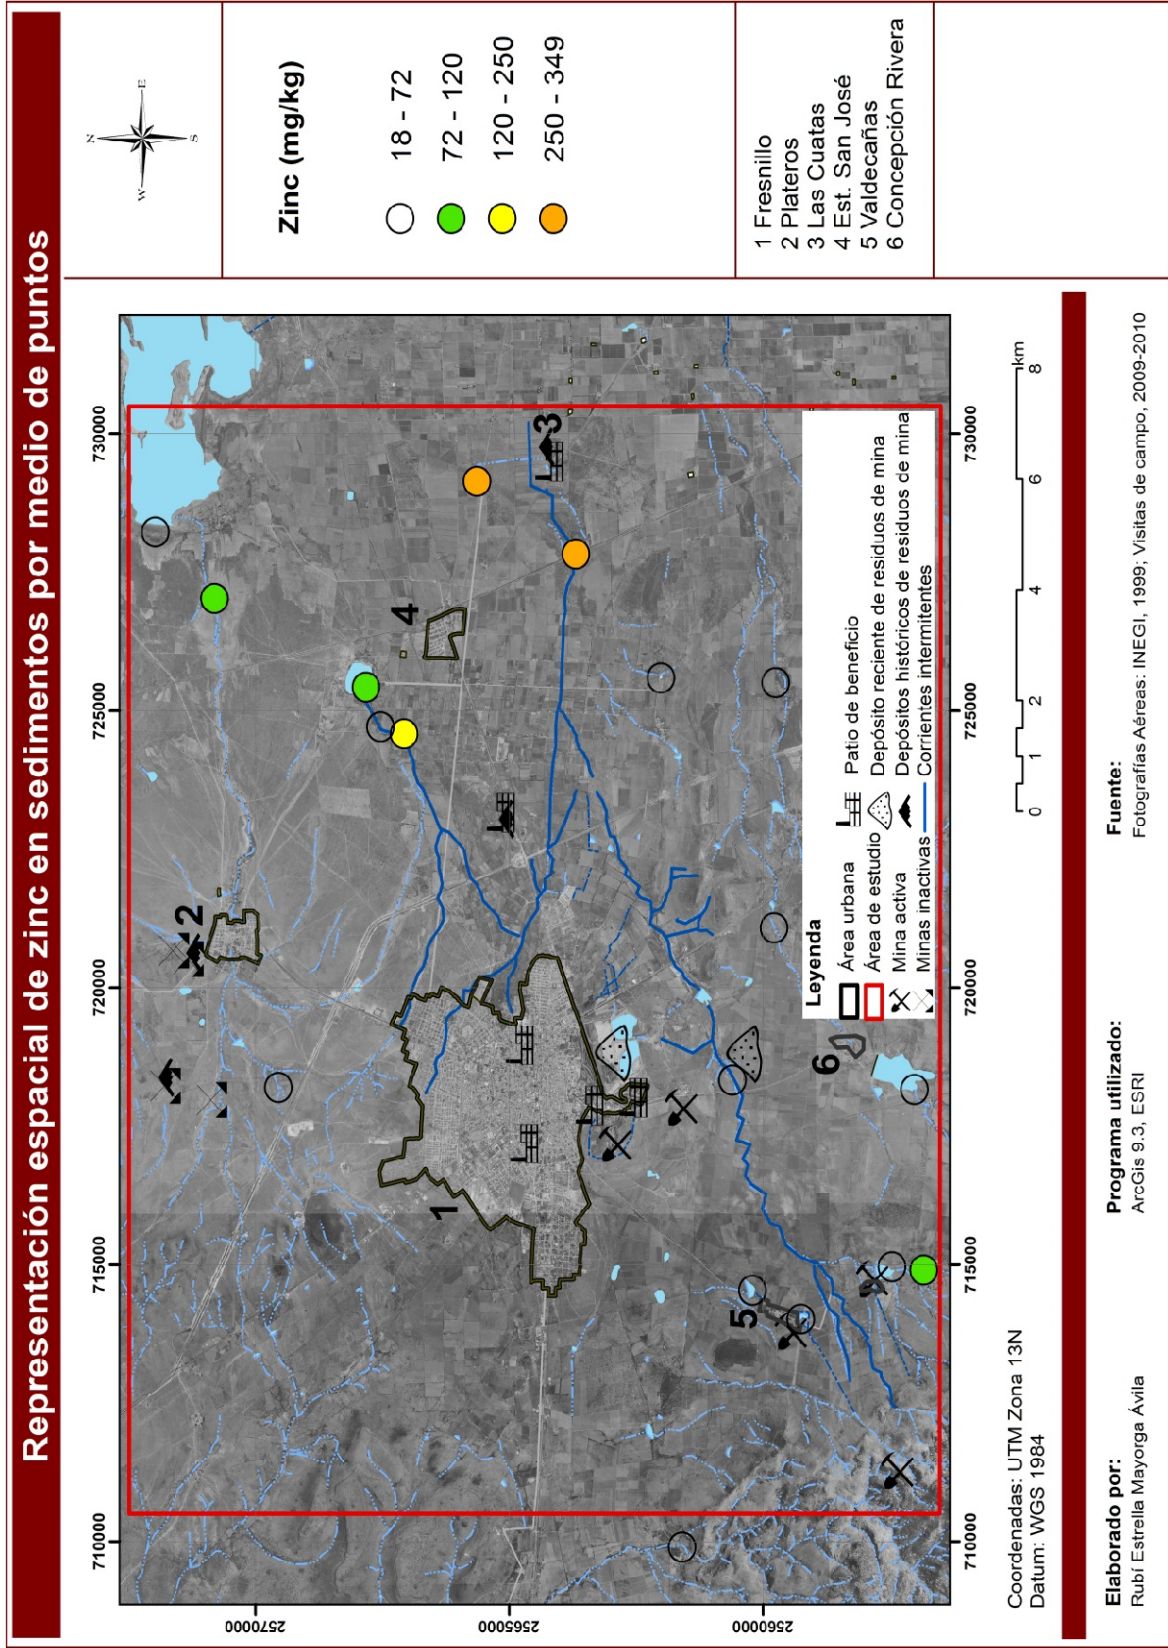 Representación espacial de zinc en sedimentos por medio de puntos
N
W
E
S
Zinc (mg/kg)
18 - 72
72 - 120
120 - 250
250 - 349
1 Fresnillo
2 Plateros
3 Las Cuatas
4 Est. San José
5 Valdecañas
6 Concepción Rivera
710000
715000
720000
725000
730000
2570000
2565000
2560000
1
2
3
4
5
6
Leyenda
Área urbana
Área de estudio
Mina activa
Minas inactivas
Patio de beneficio
Depósito reciente de residuos de mina
Depósitos históricos de residuos de mina
Corrientes intermitentes
710000
715000
720000
725000
730000
Coordenadas: UTM Zona 13N
Datum: WGS 1984
0 1 2 4 6 8
km
Elaborado por:
Rubí Estrella Mayorga Ávila
Programa utilizado:
ArcGis 9.3, ESRI
Fuente:
Fotografías Aéreas: INEGI, 1999; Visitas de campo, 2009-2010